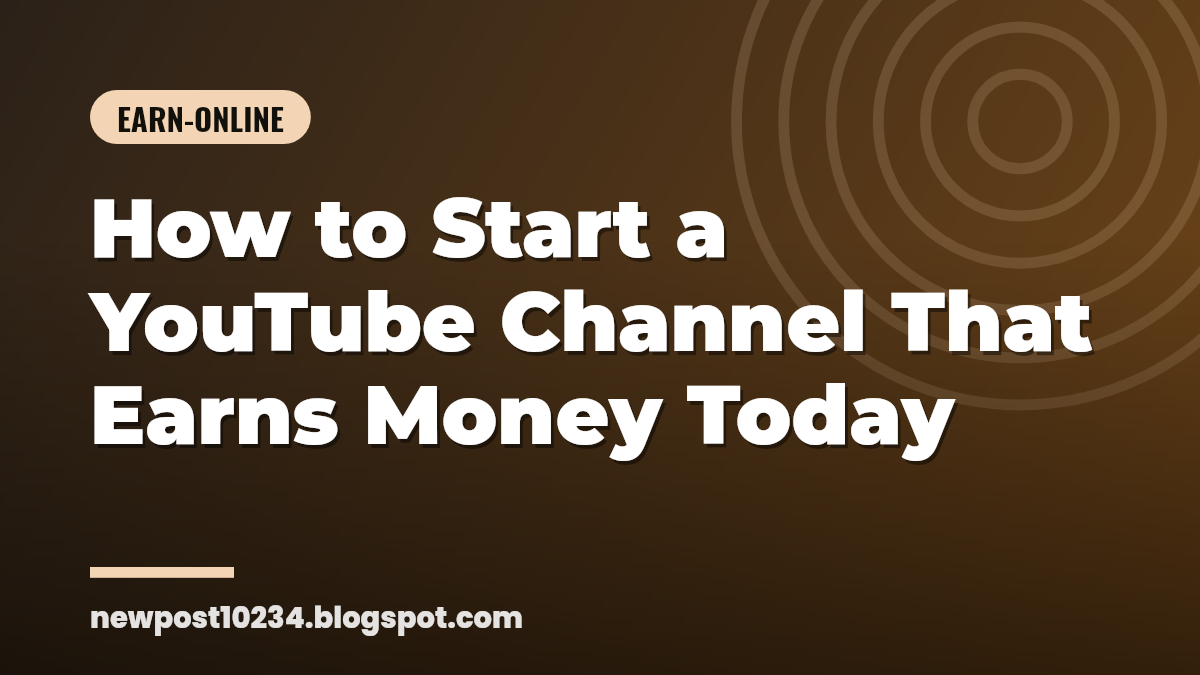 EARN-ONLINE
How to Start a
YouTube Channel That
Earns Money Today
newpost10234.blogspot.com